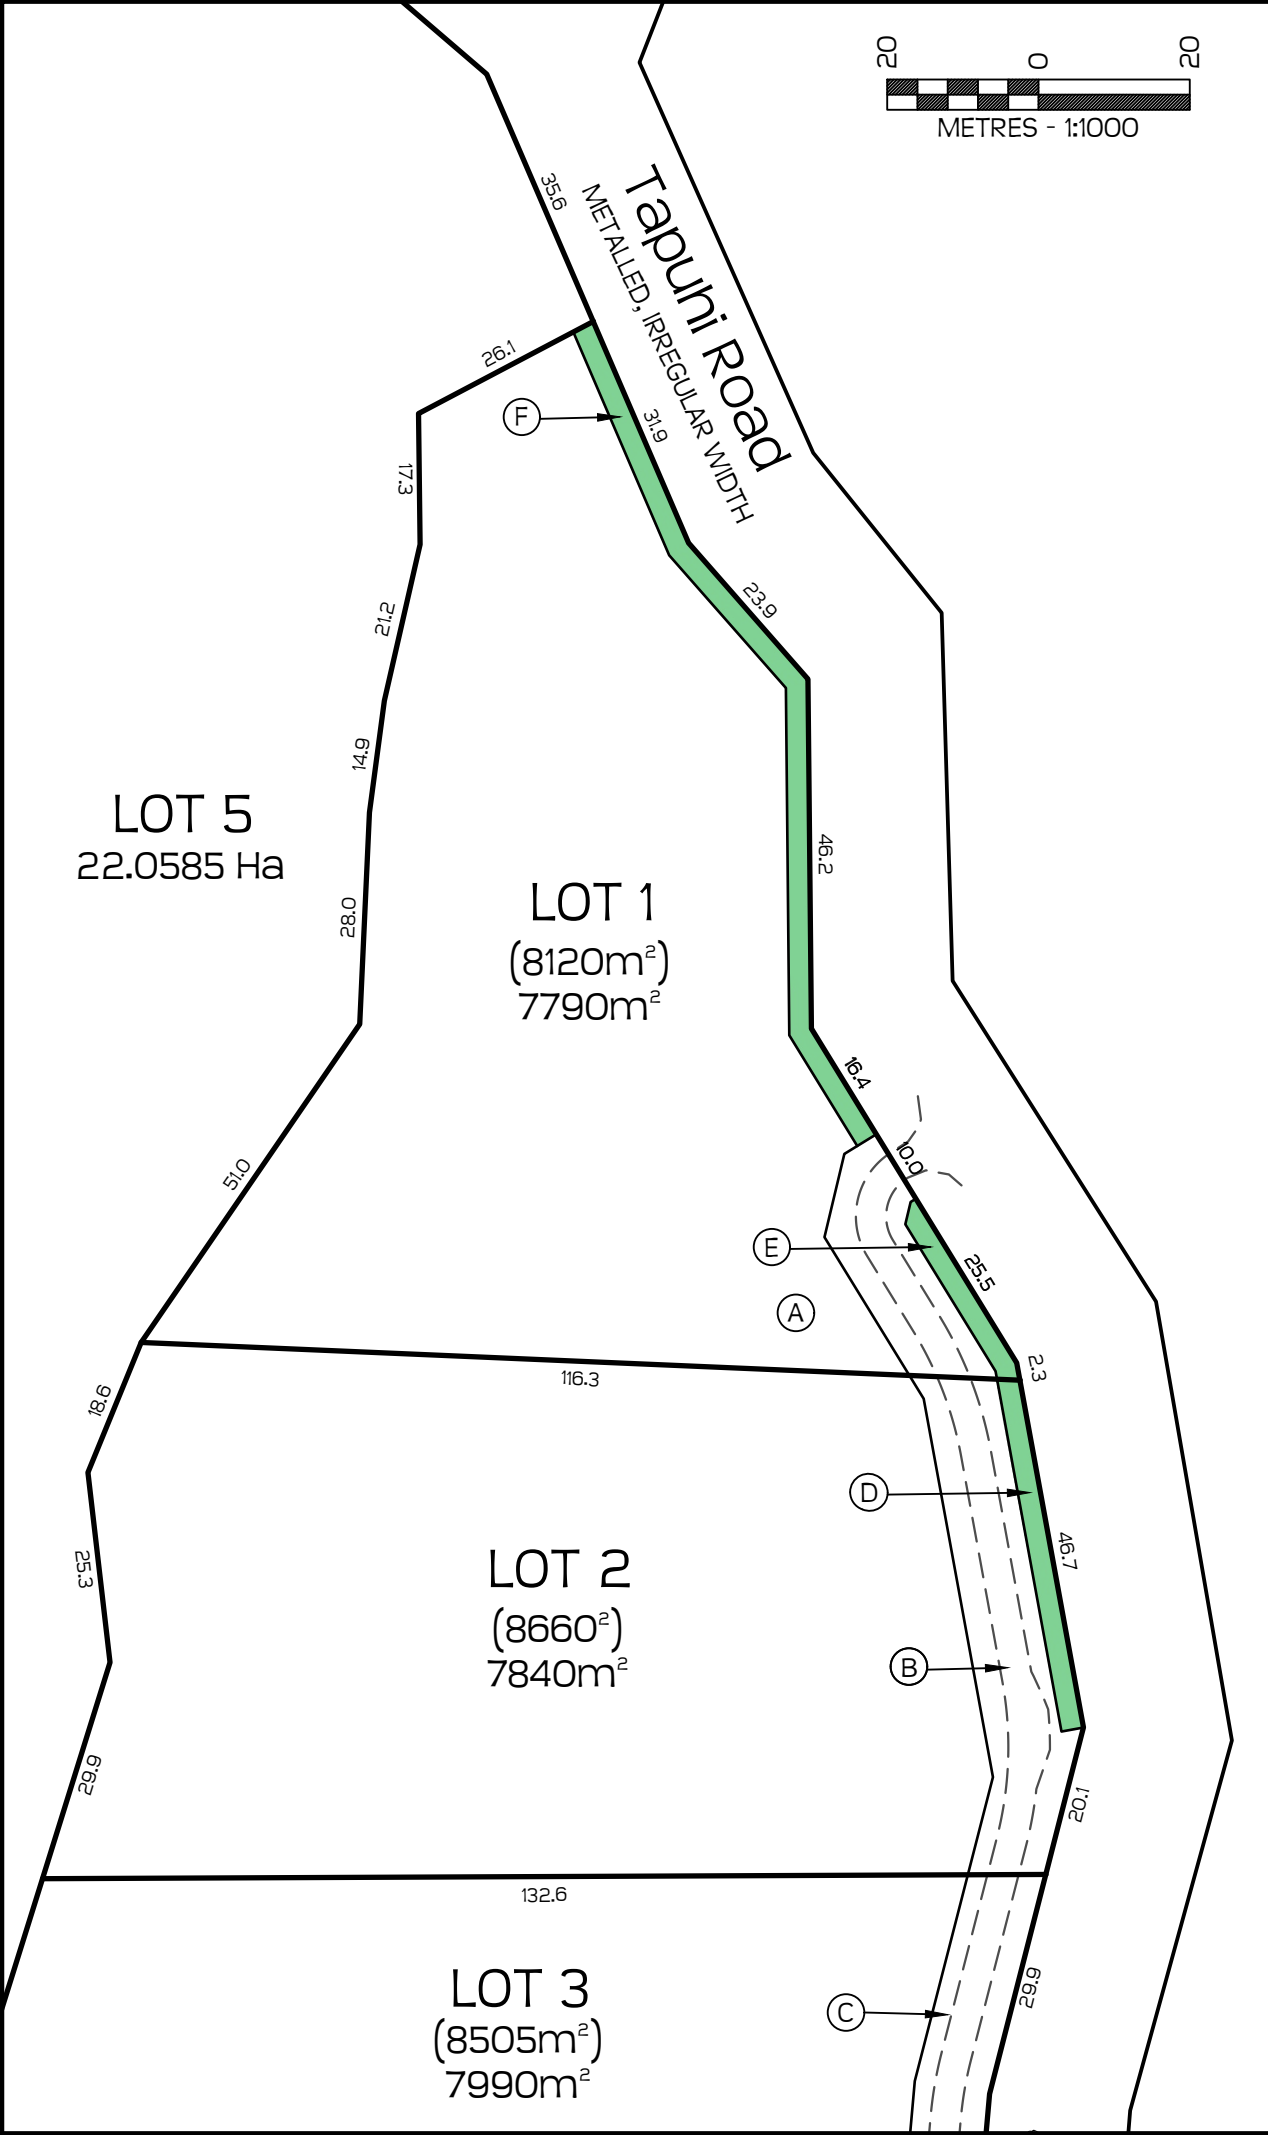 20 0 20
METRES - 1:1000
35.6
Tapuhi Road
METALLED, IRREGULAR WIDTH
26.1
F
31.9
17.3
23.9
21.2
14.9
LOT 5
22.0585 Ha
46.2
28.0
LOT 1
(8120m²)
7790m²
16.4
10.0
51.0
E
25.5
A
2.3
116.3
18.6
D
46.7
25.3
LOT 2
(8660²)
7840m²
B
29.9
20.1
132.6
LOT 3
(8505m²)
7990m²
C
29.9